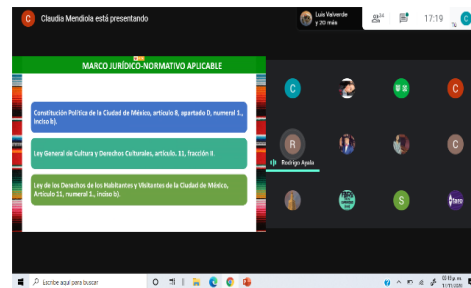 C Claudia Mendiola está presentando
Luis Valverde
y 20 más
17:19
MARCO JURÍDICO-NORMATIVO APLICABLE
Constitución Política de la Ciudad de México, artículo 8, apartado D, numeral 1.,
inciso b).
Ley General de Cultura y Derechos Culturales, artículo. 11, fracción II.
Ley de los Derechos de los Habitantes y Visitantes de la Ciudad de México,
Artículo 11, numeral 1., inciso b).
C
C
R
C
Rodrigo Ayala
S
Escribe aquí para buscar